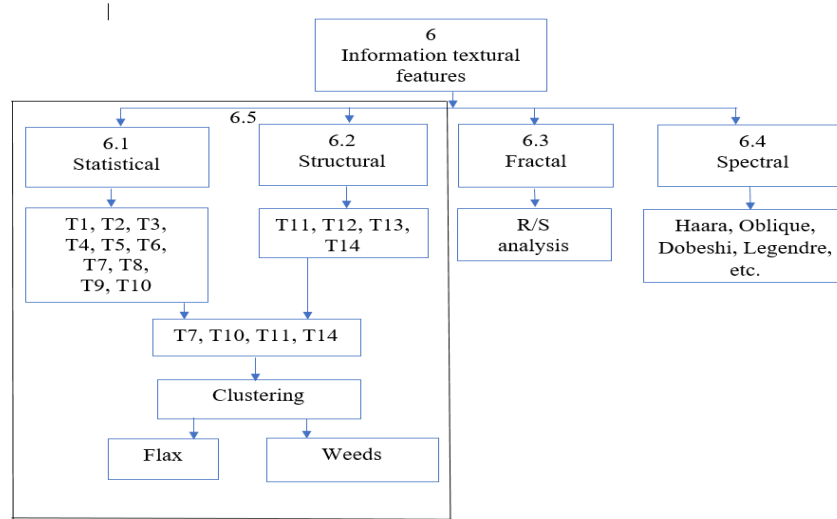 6
Information textural
features
6.5
6.1
Statistical
6.2
Structural
6.3
Fractal
6.4
Spectral
T1, T2, T3,
T4, T5, T6,
T7, T8,
T9, T10
T11, T12, T13,
T14
R/S
analysis
Haara, Oblique,
Dobeshi, Legendre,
etc.
T7, T10, T11, T14
Clustering
Flax
Weeds